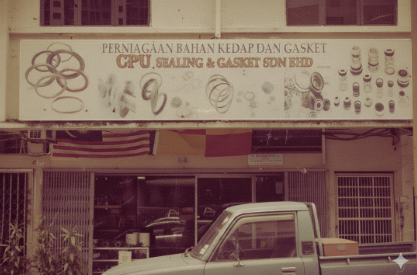 PERNIAGAAN BAHAN KEDAP DAN GASKET
CPU SEALING & GASKET SDN BHD